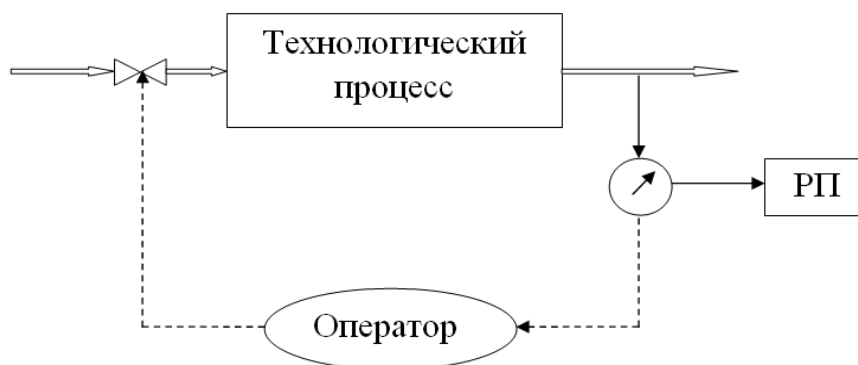 Технологический
процесс
РП
Оператор